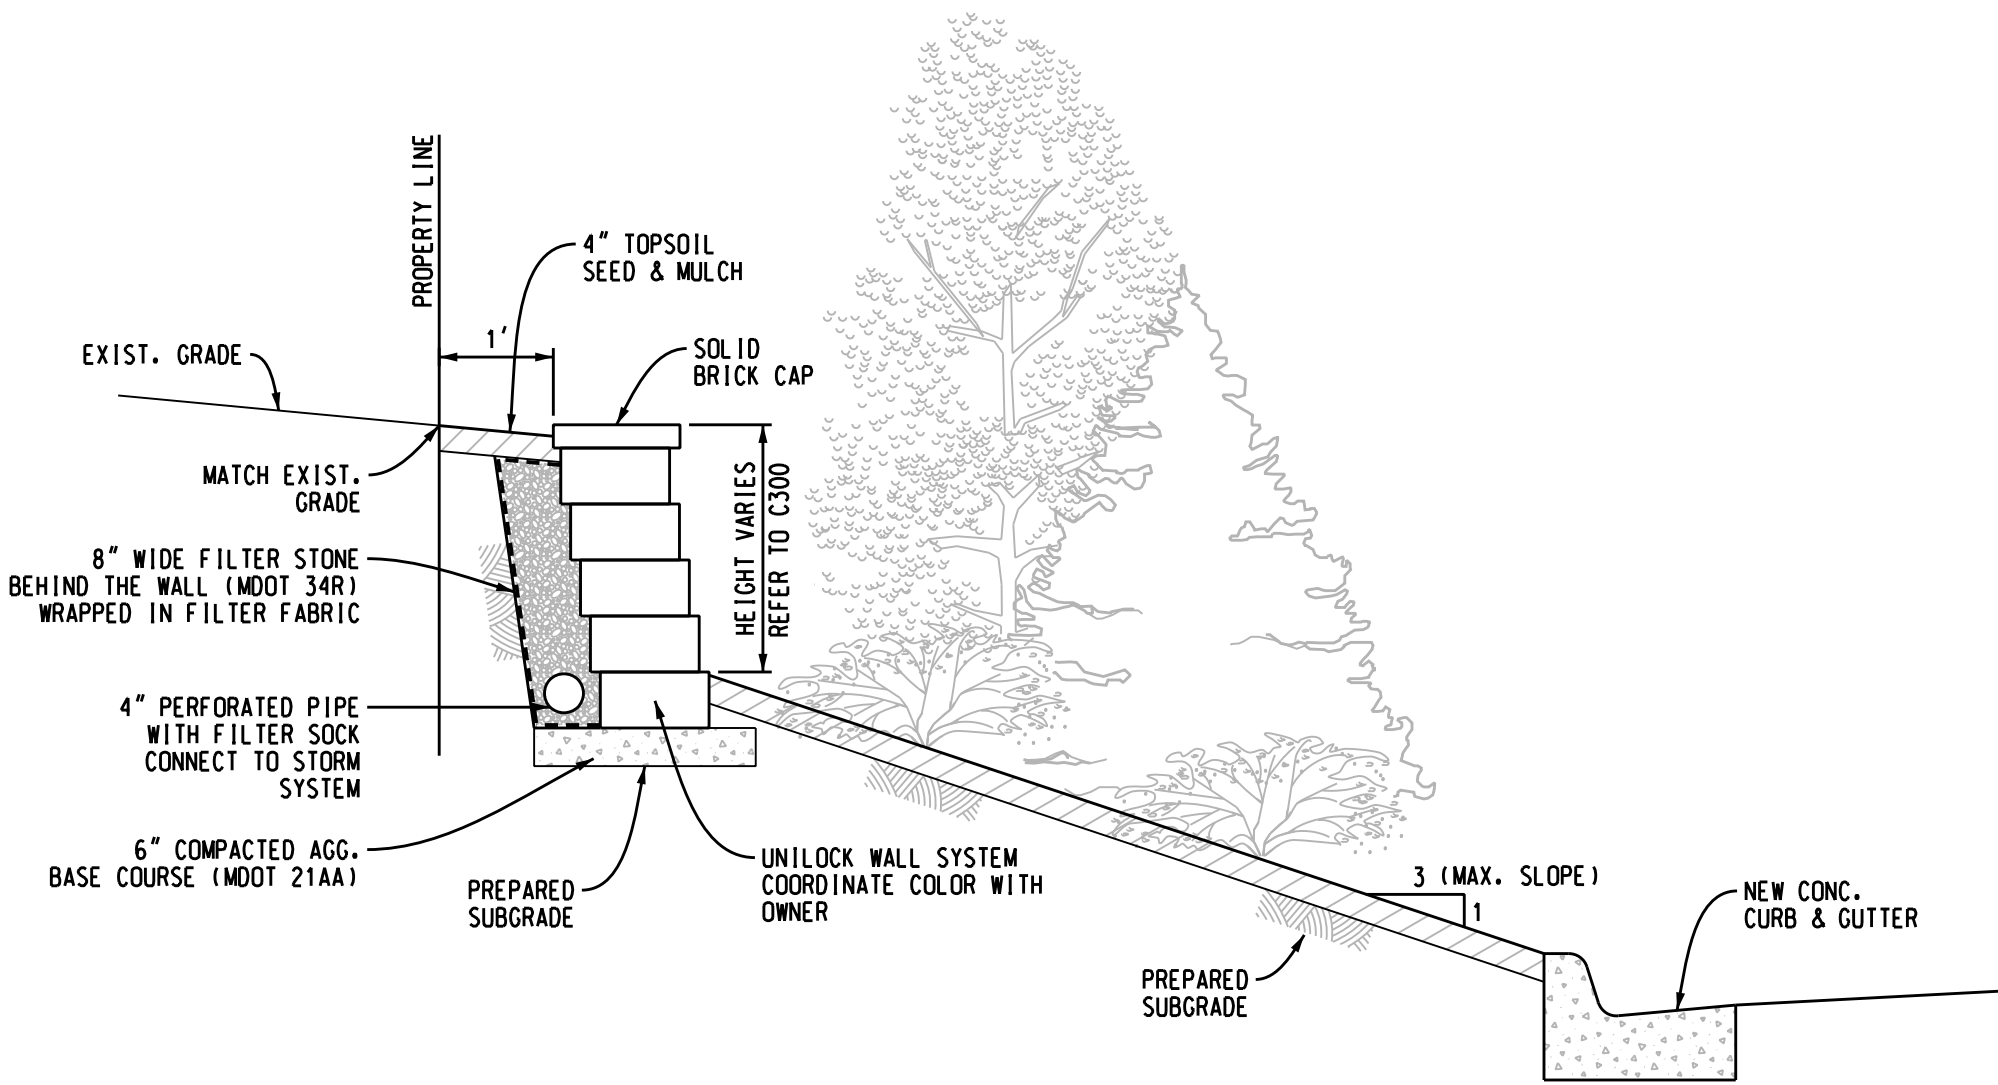 PROPERTY LINE
4" TOPSOIL
SEED & MULCH
1'
EXIST. GRADE
SOLID
BRICK CAP
MATCH EXIST.
GRADE
HEIGHT VARIES
REFER TO C300
8" WIDE FILTER STONE
BEHIND THE WALL (MDOT 34R)
WRAPPED IN FILTER FABRIC
4" PERFORATED PIPE
WITH FILTER SOCK
CONNECT TO STORM
SYSTEM
6" COMPACTED AGG.
BASE COURSE (MDOT 21AA)
PREPARED
SUBGRADE
UNILOCK WALL SYSTEM
COORDINATE COLOR WITH
OWNER
3 (MAX. SLOPE)
1
NEW CONC.
CURB & GUTTER
PREPARED
SUBGRADE